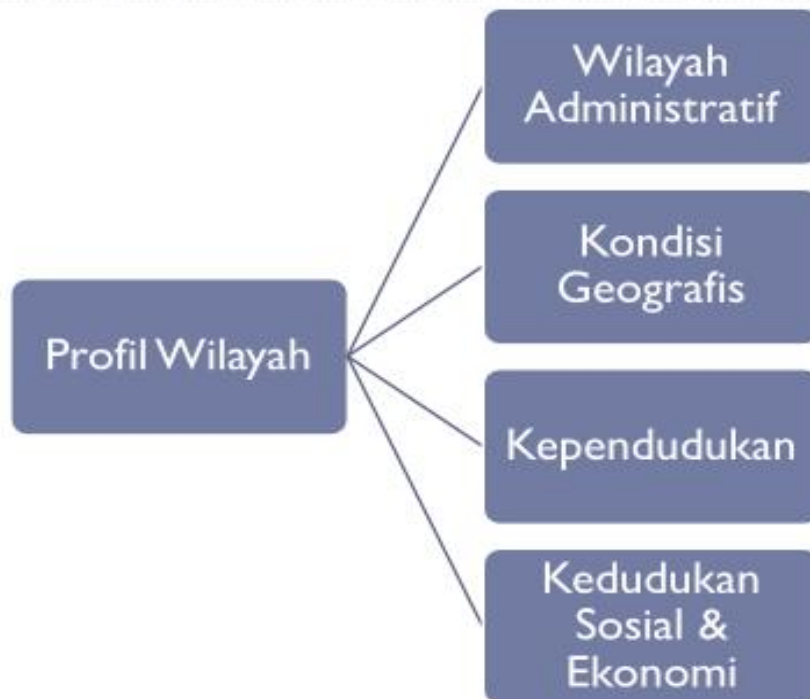 Profil Wilayah
Wilayah
Administratif
Kondisi
Geografis
Kependudukan
Kedudukan
Sosial &
Ekonomi